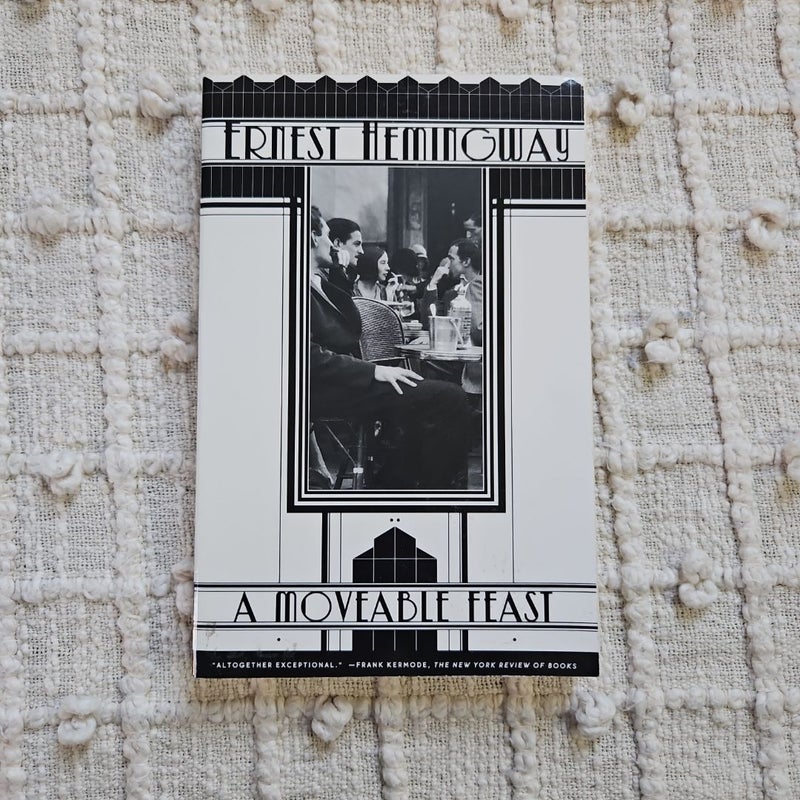 ERNEST HEMINGWAY
A MOVEABLE FEAST
"ALTOGETHER EXCEPTIONAL." —FRANK KERMODE, THE NEW YORK REVIEW OF BOOKS